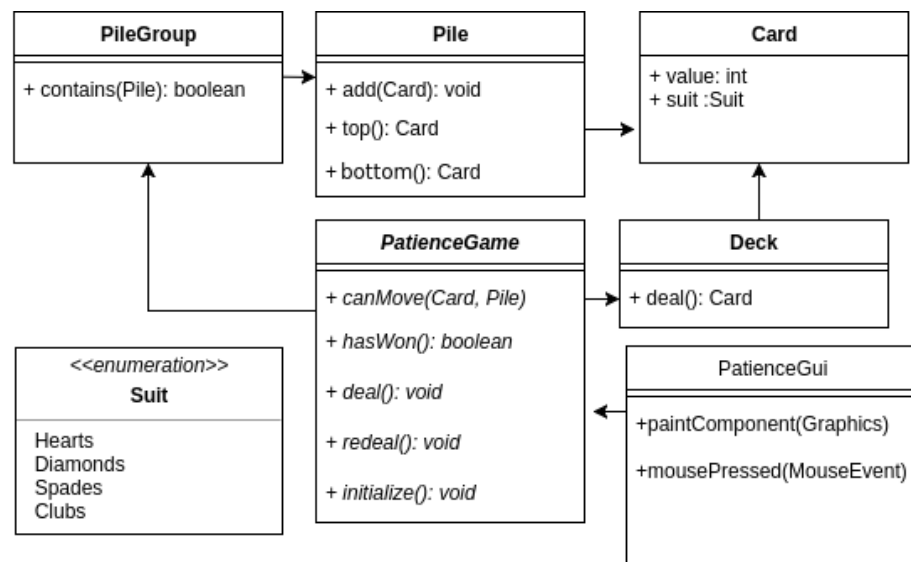 PileGroup
+ contains(Pile): boolean
Pile
+ add(Card): void
+ top(): Card
+ bottom(): Card
Card
+ value: int
+ suit :Suit
PatienceGame
+ canMove(Card, Pile)
+ hasWon(): boolean
+ deal(): void
+ redeal(): void
+ initialize(): void
Deck
+ deal(): Card
<<enumeration>>
Suit
Hearts
Diamonds
Spades
Clubs
PatienceGui
+paintComponent(Graphics)
+mousePressed(MouseEvent)